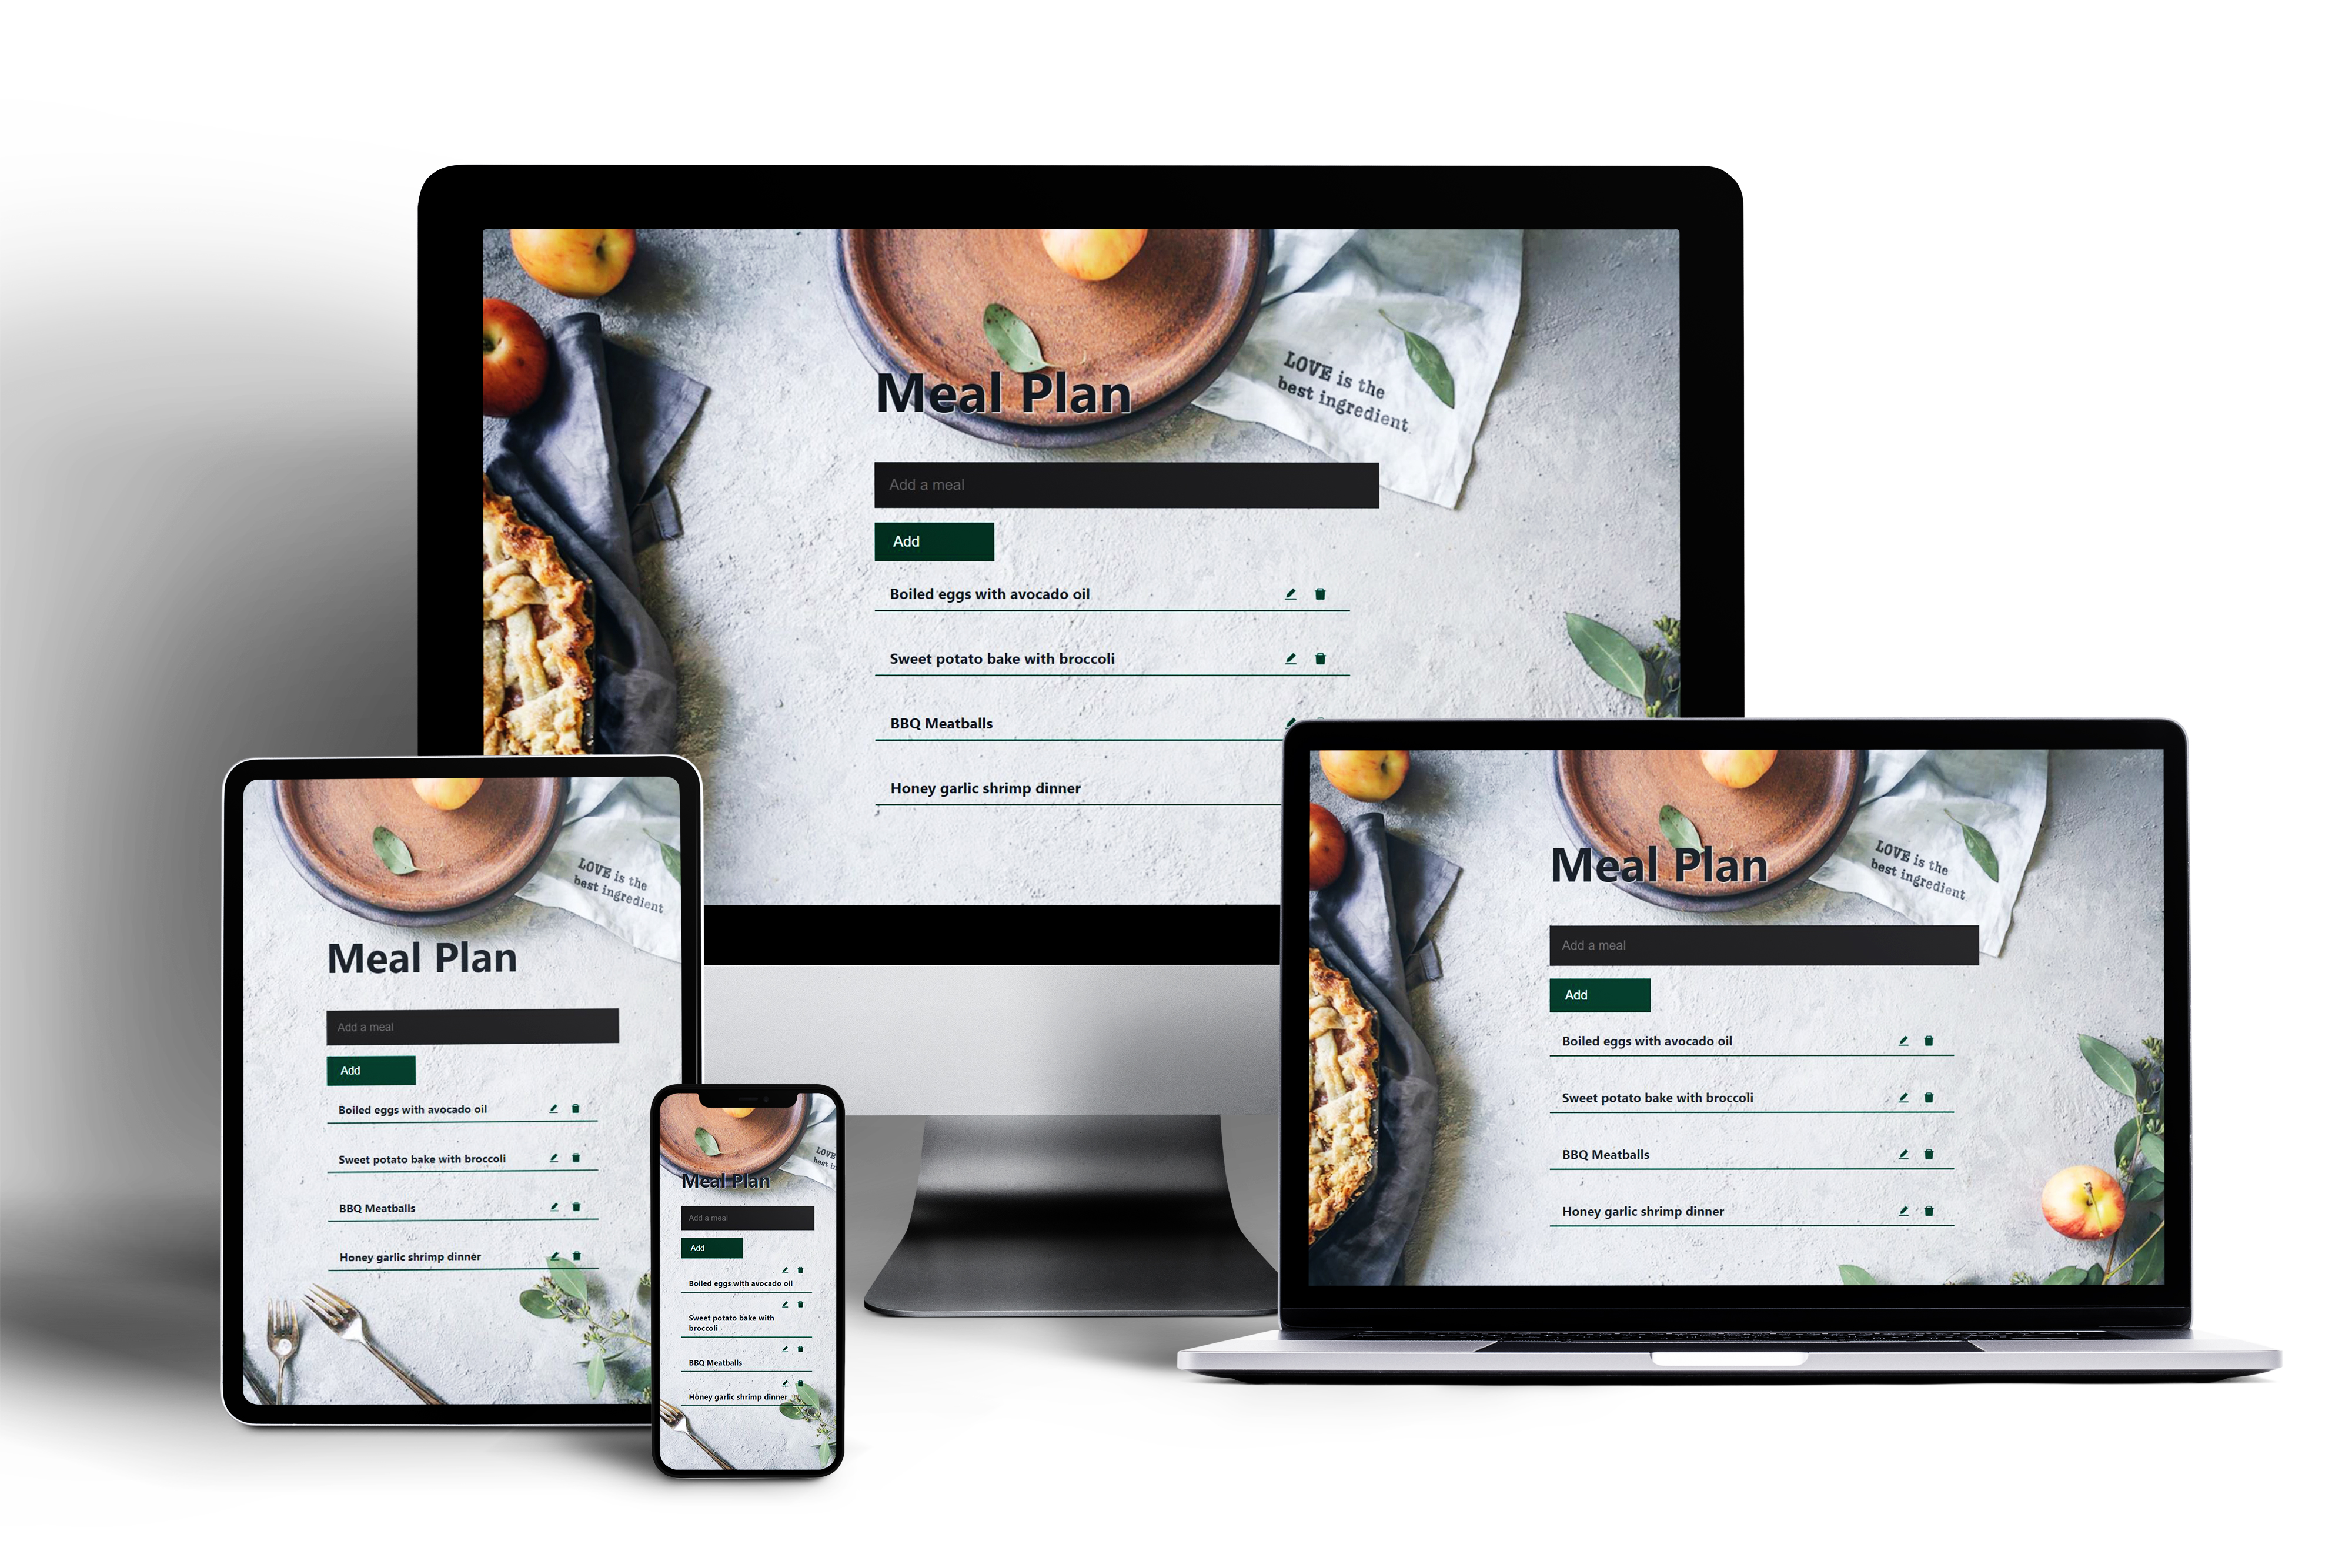 LOVE is the
best ingredient
Meal Plan
Add a meal
Add
Boiled eggs with avocado oil
Sweet potato bake with broccoli
BBQ Meatballs
Honey garlic shrimp dinner
LOVE is the
best ingredient
Meal Plan
Add a meal
Add
Boiled eggs with avocado oil
Sweet potato bake with broccoli
BBQ Meatballs
Honey garlic shrimp dinner
LOVE
best in
Meal Plan
Add a meal
Add
Boiled eggs with avocado oil
Sweet potato bake with
broccoli
BBQ Meatballs
Honey garlic shrimp dinner
LOVE is the
best ingredient
Meal Plan
Add a meal
Add
Boiled eggs with avocado oil
Sweet potato bake with broccoli
BBQ Meatballs
Honey garlic shrimp dinner